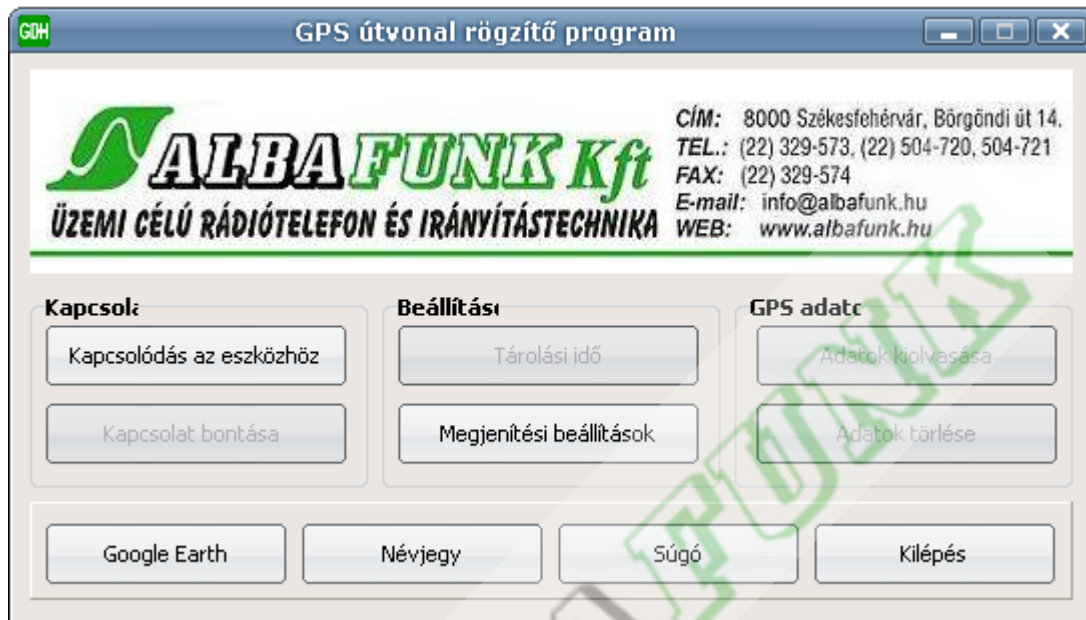 GDH
GPS útvonal rögzítő program
ALBAFUNK Kft
ÜZEMI CÉLÚ RÁDIÓTELEFON ÉS IRÁNYÍTÁSTECHNIKA
CÍM: 8000 Székesfehérvár, Börgöndi út 14.
TEL.: (22) 329-573, (22) 504-720, 504-721
FAX: (22) 329-574
E-mail: info@albafunk.hu
WEB: www.albafunk.hu
Kapcsola
Kapcsolódás az eszközhöz
Kapcsolat bontása
Beállításo
Tárolási idő
Megjenítési beállítások
GPS adato
Adatok kiolvasása
Adatok törlése
Google Earth
Névjegy
Súgó
Kilépés
FUNK